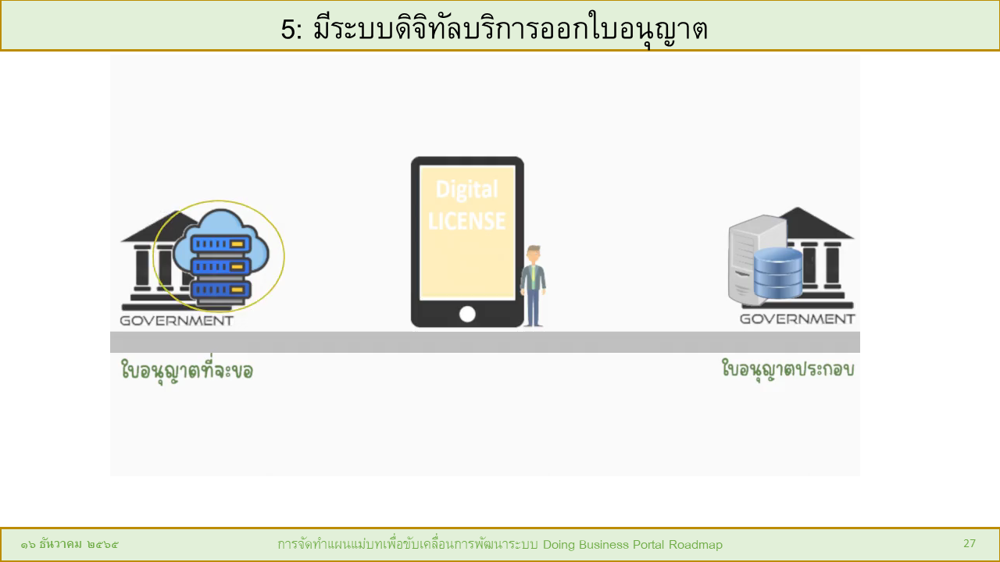 5: มีระบบดิจิทัลบริการออกใบอนุญาต
Digital
LICENSE
GOVERNMENT
GOVERNMENT
ใบอนุญาตที่จะขอ
ใบอนุญาตประกอบ
๑๖ ธันวาคม ๒๕๖๕
การจัดทำแผนแม่บทเพื่อขับเคลื่อนการพัฒนาระบบ Doing Business Portal Roadmap
27